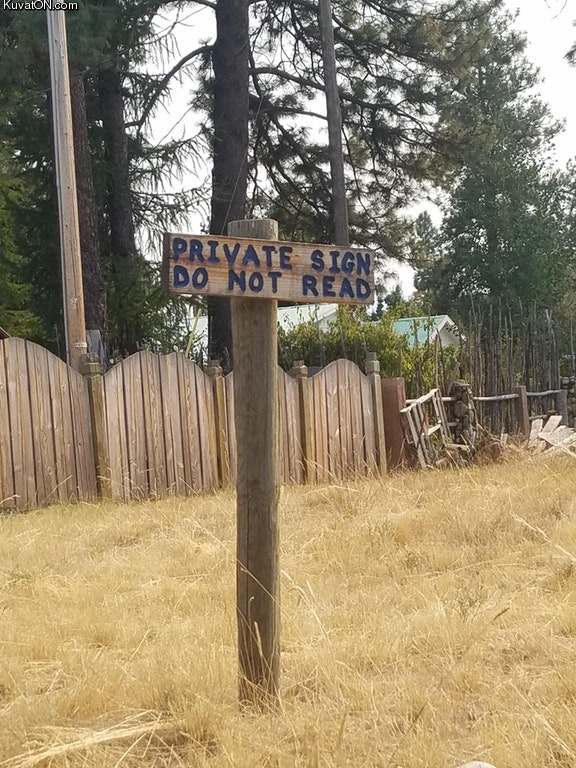 KuvatON.com
PRIVATE SIGN
DO NOT READ